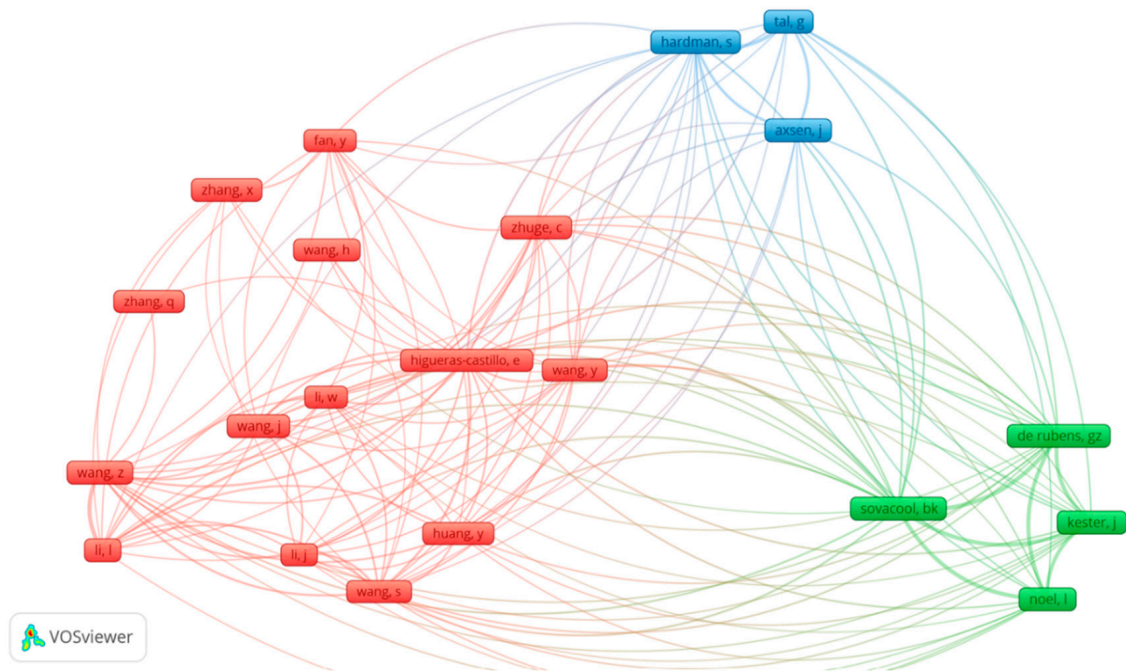 tal, g
hardman, s
axsen, j
fan, y
zhang, x
zhuge, c
wang, h
zhang, q
higueras-castillo, e
wang, y
li, w
wang, j
de rubens, gz
wang, z
sovacool, bk
kester, j
huang, y
li, l
li, j
wang, s
noel, l
VOSviewer